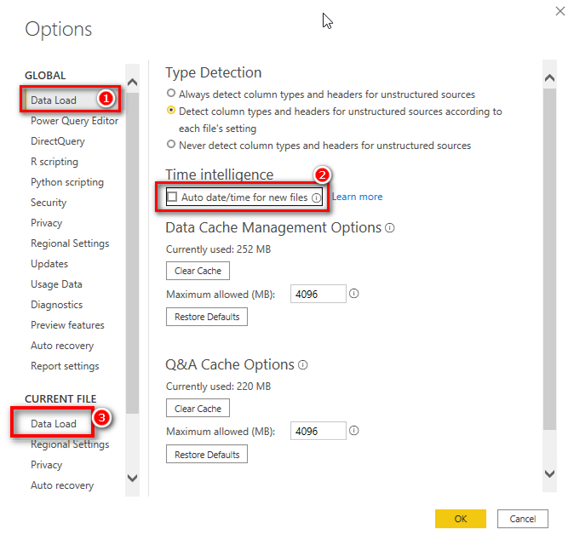 Options
GLOBAL
Data Load
1
Power Query Editor
DirectQuery
R scripting
Python scripting
Security
Privacy
Regional Settings
Updates
Usage Data
Diagnostics
Preview features
Auto recovery
Report settings
CURRENT FILE
Data Load
3
Regional Settings
Privacy
Auto recovery
Type Detection
Always detect column types and headers for unstructured sources
Detect column types and headers for unstructured sources according to
each file's setting
Never detect column types and headers for unstructured sources
Time intelligence
2
Auto date/time for new files Learn more
Data Cache Management Options
Currently used: 252 MB
Clear Cache
Maximum allowed (MB): 4096
Restore Defaults
Q&A Cache Options
Currently used: 220 MB
Clear Cache
Maximum allowed (MB): 4096
Restore Defaults
OK Cancel